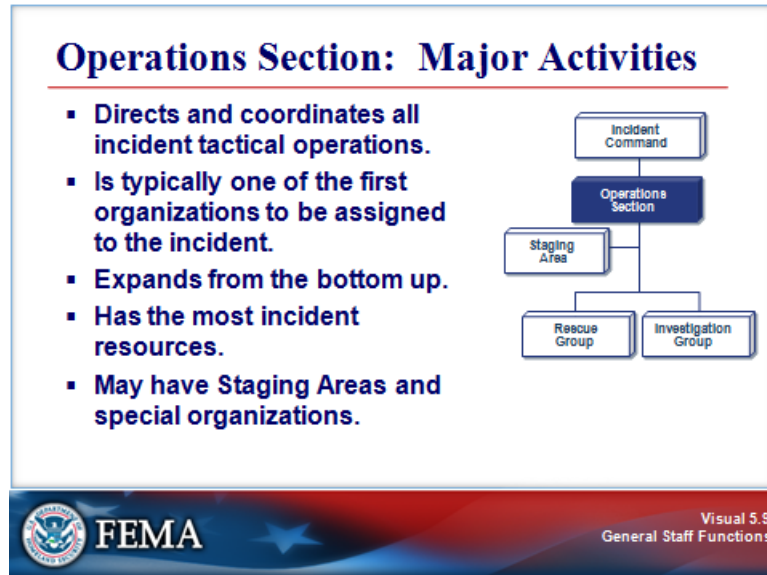 Operations Section: Major Activities
▪ Directs and coordinates all
incident tactical operations.
▪ Is typically one of the first
organizations to be assigned
to the incident.
▪ Expands from the bottom up.
▪ Has the most incident
resources.
▪ May have Staging Areas and
special organizations.
Incident
Command
Operations
Section
Staging
Area
Rescue
Group
Investigation
Group
FEMA
Visual 5.9
General Staff Functions